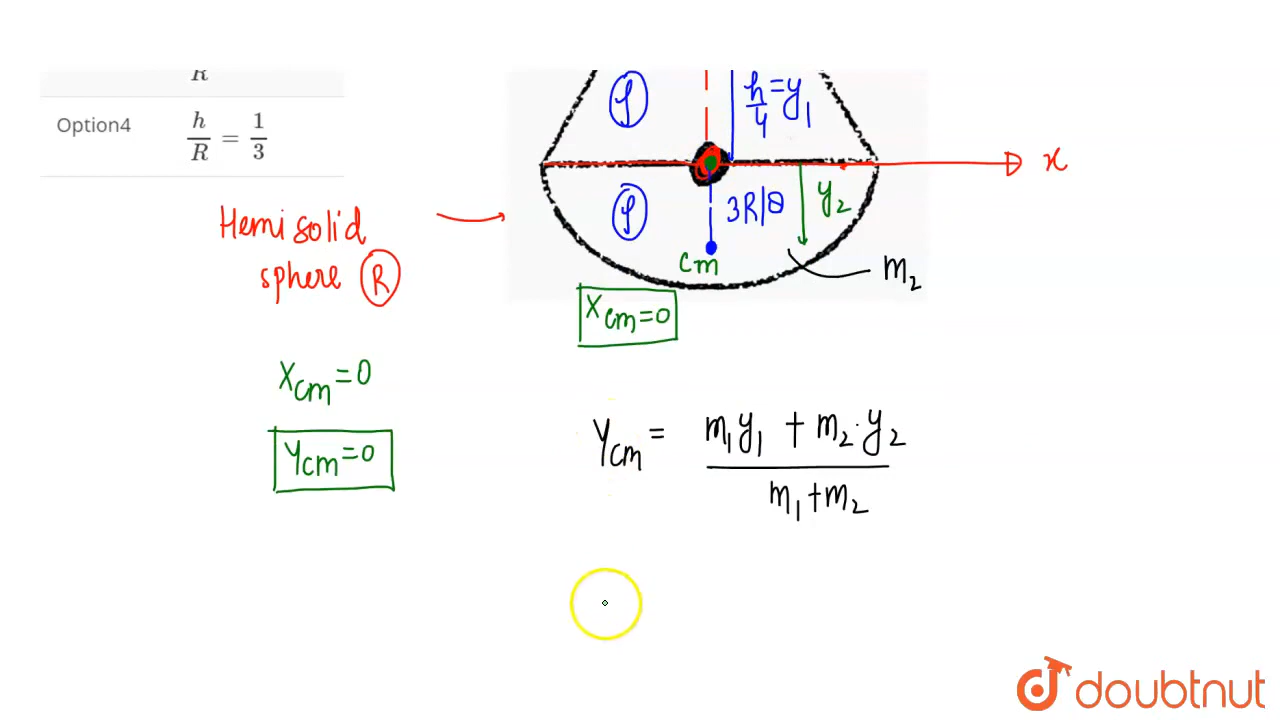 R
Option4 h/R = 1/3
ρ
h/4 = y₁
x
ρ
3R/8
y₂
Hemi solid
sphere R
cm
m₂
Xcm=0
Xcm=0
Ycm = m₁y₁ + m₂.y₂ / m₁+m₂
Ycm=0
doubtnut